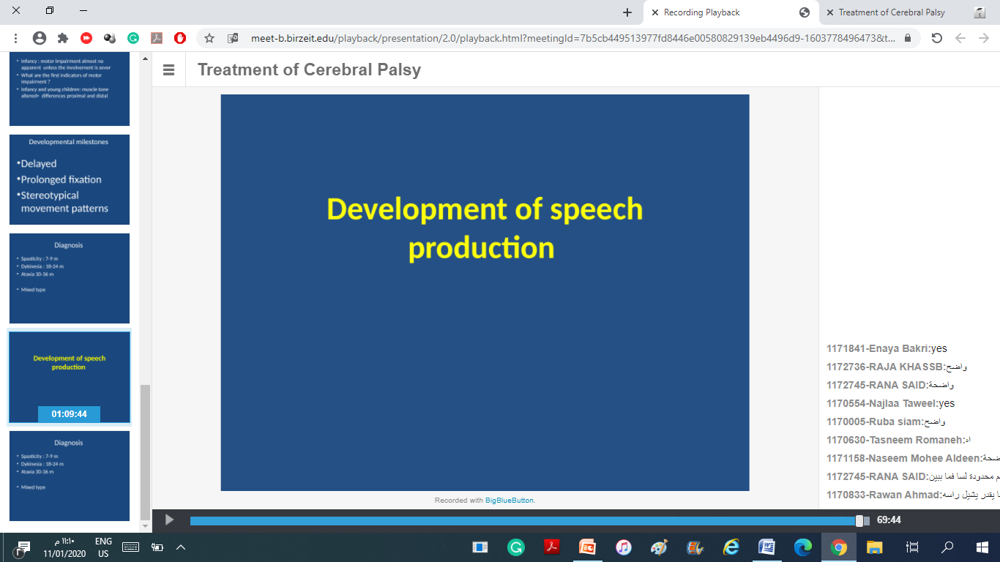 Recording Playback
Treatment of Cerebral Palsy
meet-b.birzeit.edu/playback/presentation/2.0/playback.html?meetingId=7b5cb449513977fd8446e00580829139eb4496d9-1603778496473&t...
• Infancy : motor impairment almost no
apparent unless the involvement is sever
• What are the first indicators of motor
impairment ?
• Infancy and young children: muscle tone
altered= differences proximal and distal
Developmental milestones
•Delayed
•Prolonged fixation
•Stereotypical
movement patterns
Diagnosis
• Spasticity : 7-9 m
• Dykinesia : 18-24 m
• Ataxia 30-36 m
• Mixed type
Development of speech
production
01:09:44
Diagnosis
• Spasticity : 7-9 m
• Dykinesia : 18-24 m
• Ataxia 30-36 m
• Mixed type
Treatment of Cerebral Palsy
Development of speech
production
Recorded with BigBlueButton.
1171841-Enaya Bakri:yes
1172736-RAJA KHASSB:واضح
1172745-RANA SAID:واضحة
1170554-Najlaa Taweel:yes
1170005-Ruba siam:واضح
1170630-Tasneem Romaneh:اه
1171158-Naseem Mohee Aldeen:
1172745-RANA SAID:محدودة لسا فما ببين
1170833-Rawan Ahmad:يقدر يشيل راسه
69:44
١١:١٠ م
11/01/2020
ENG
US